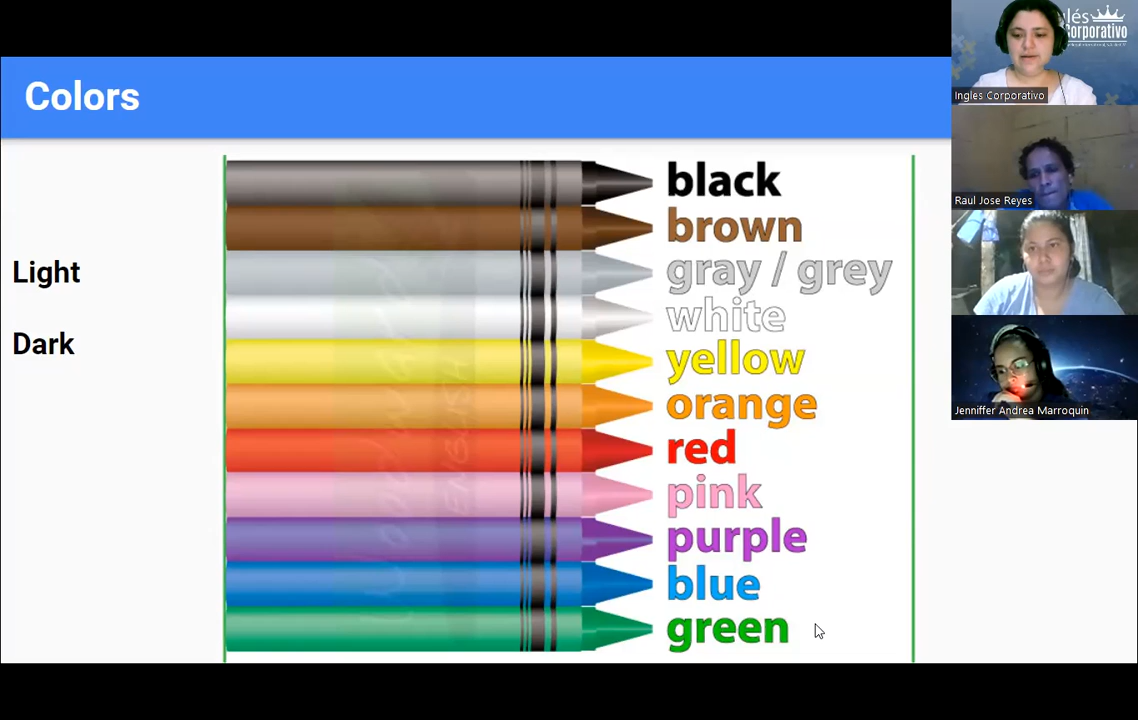 Colors
Light
Dark
black
brown
gray / grey
white
yellow
orange
red
pink
purple
blue
green
lés
Corporativo
Ingles Corporativo
Raul Jose Reyes
Jenniffer Andrea Marroquin